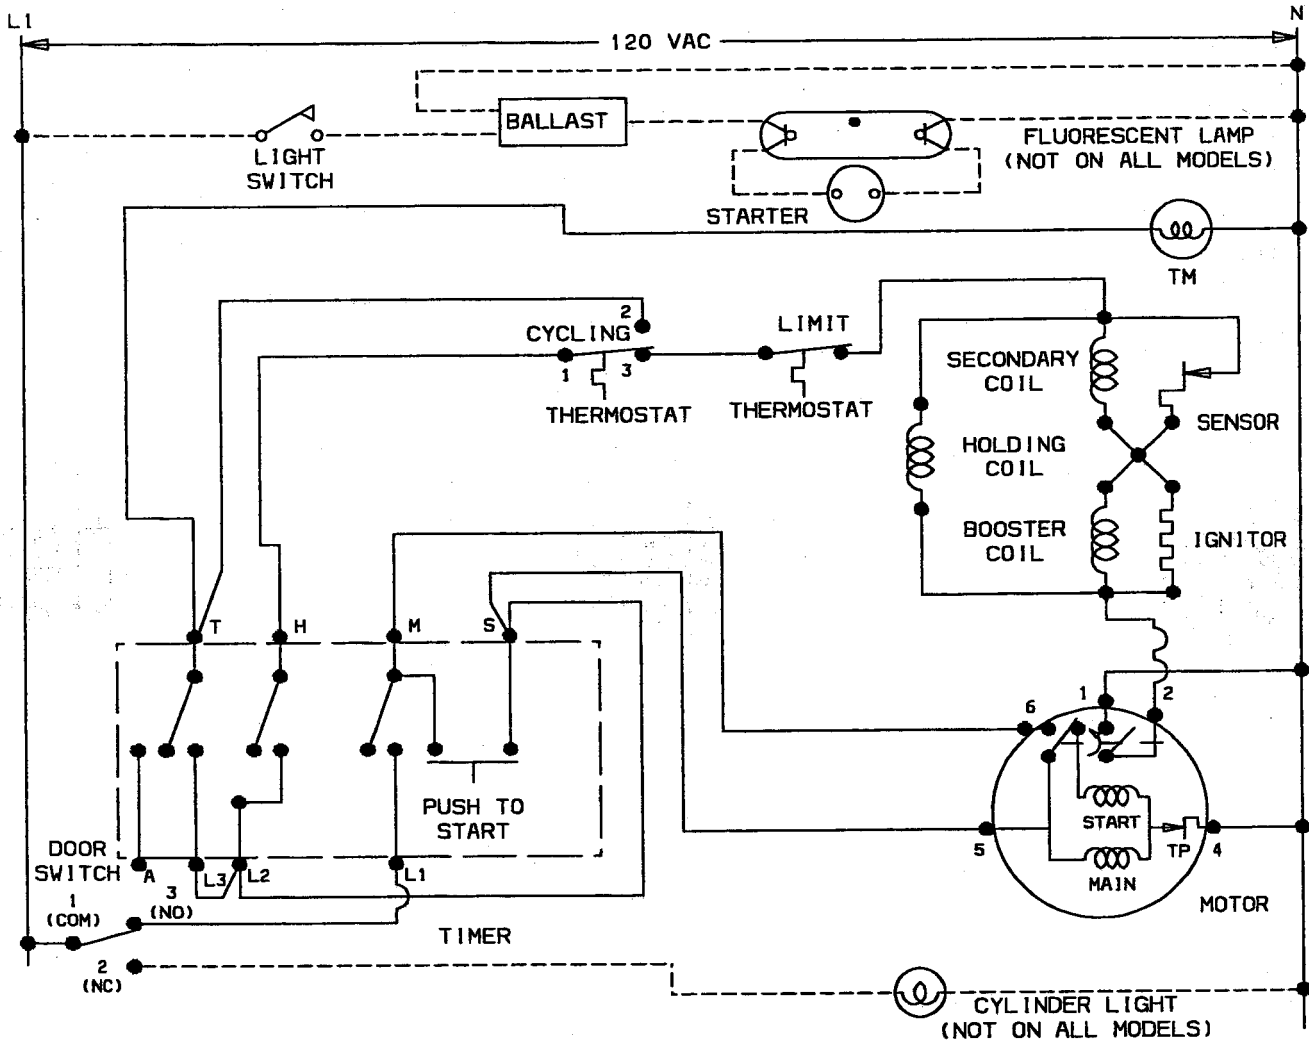 L1
N
120 VAC
BALLAST
LIGHT
SWITCH
FLUORESCENT LAMP
(NOT ON ALL MODELS)
STARTER
TM
2
CYCLING
1
3
THERMOSTAT
LIMIT
THERMOSTAT
SECONDARY
COIL
SENSOR
HOLDING
COIL
BOOSTER
COIL
IGNITOR
T
H
M
S
PUSH TO
START
DOOR
SWITCH
A
L3
L2
L1
1
(COM)
3
(NO)
2
(NC)
TIMER
6
1
2
START
5
TP
4
MAIN
MOTOR
CYLINDER LIGHT
(NOT ON ALL MODELS)